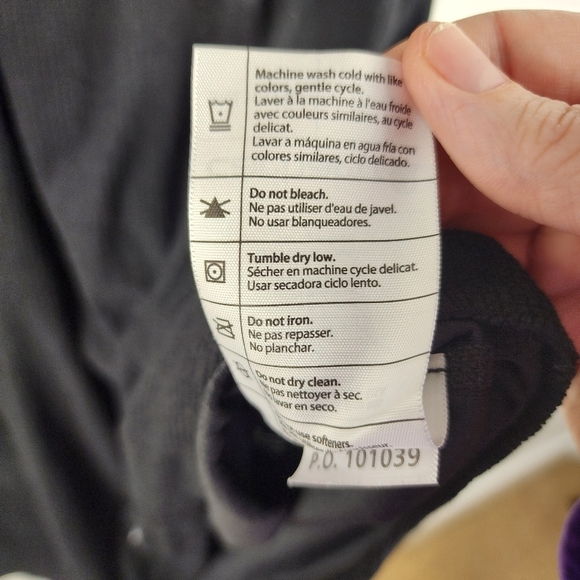 Machine wash cold with like
colors, gentle cycle.
Laver à la machine à l'eau froide
avec couleurs similaires, au cycle
delicat.
Lavar a máquina en agua fría con
colores similares, ciclo delicado.
Do not bleach.
Ne pas utiliser d'eau de javel.
No usar blanqueadores.
Tumble dry low.
Sécher en machine cycle delicat.
Usar secadora ciclo lento.
Do not iron.
Ne pas repasser.
No planchar.
Do not dry clean.
pas nettoyer à sec.
en seco.
use softeners.
P.O. 101039